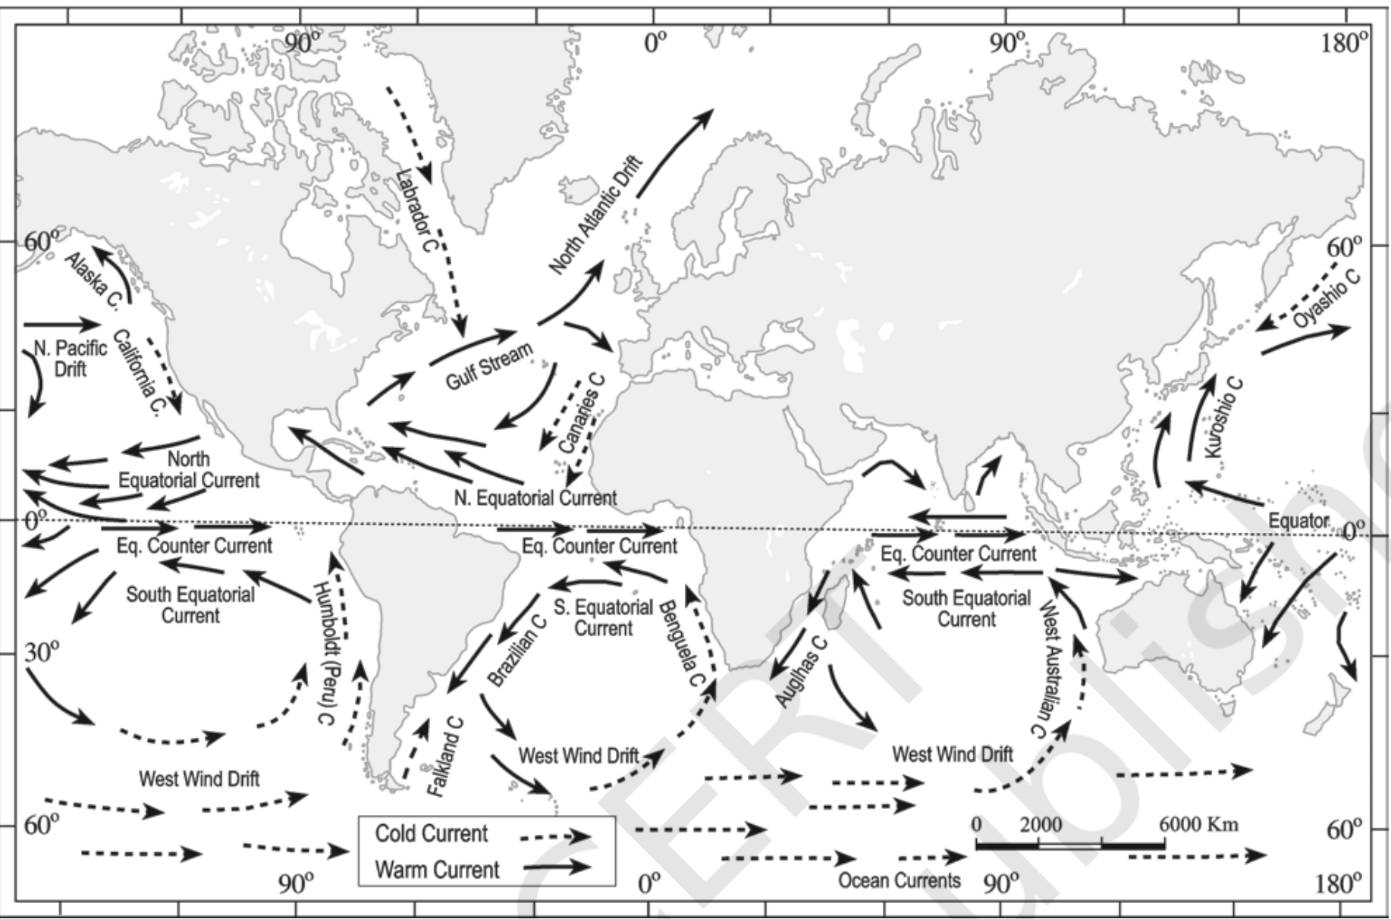 90º
0º
90º
180º
Labrador C
North Atlantic Drift
60º
60º
Alaska C.
Oyashio C
N. Pacific
Drift
California C.
Gulf Stream
Canaries C
Kuroshio C
North
Equatorial Current
N. Equatorial Current
Equator
0º
0º
Eq. Counter Current
Eq. Counter Current
Eq. Counter Current
South Equatorial
Current
Humboldt (Peru) C
S. Equatorial
Current
Benguela C
South Equatorial
Current
West Australian C
Brazilian C
Auglhas C
30º
Falkland C
West Wind Drift
West Wind Drift
West Wind Drift
60º
60º
Cold Current
Warm Current
0
2000
6000 Km
Ocean Currents
90º
0º
90º
180º
CERT
ublishe